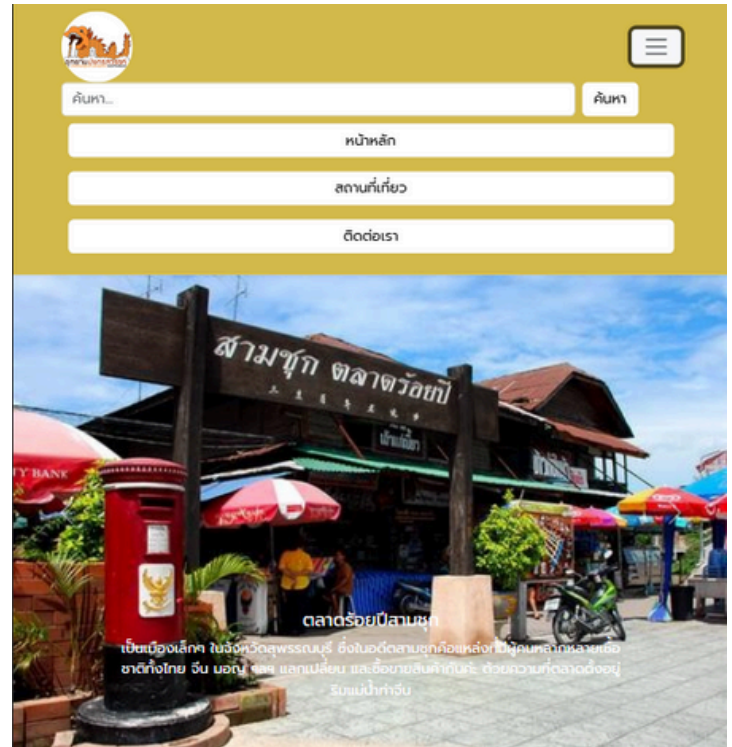 ค้นหา...
ค้นหา
หน้าหลัก
สถานที่เที่ยว
ติดต่อเรา
สามชุก ตลาดร้อยปี
TY BANK
ตลาดร้อยปีสามชุก
เป็นเมืองเล็กๆ ในจังหวัดสุพรรณบุรี ซึ่งในอดีตสามชุกคือแหล่งที่มีผู้คนหลากหลายเชื้อ
ชาติทั้งไทย จีน มอญ ฯลฯ แลกเปลี่ยน และซื้อขายสินค้ากันค่ะ ด้วยความที่ตลาดตั้งอยู่
ริมแม่น้ำท่าจีน